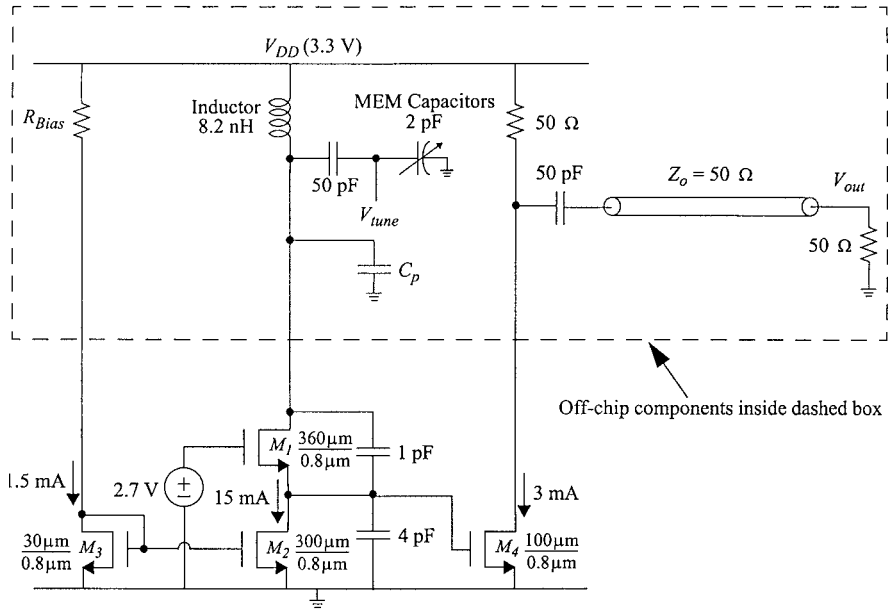 V_DD (3.3 V)
R_Bias
Inductor
8.2 nH
MEM Capacitors
2 pF
50 pF
V_tune
C_p
50 Ω
50 pF
Z_o = 50 Ω
V_out
50 Ω
Off-chip components inside dashed box
M_1 360μm
0.8μm
1 pF
.5 mA
2.7 V
15 mA
3 mA
4 pF
30μm
0.8μm
M_3
M_2 300μm
0.8μm
M_4 100μm
0.8μm